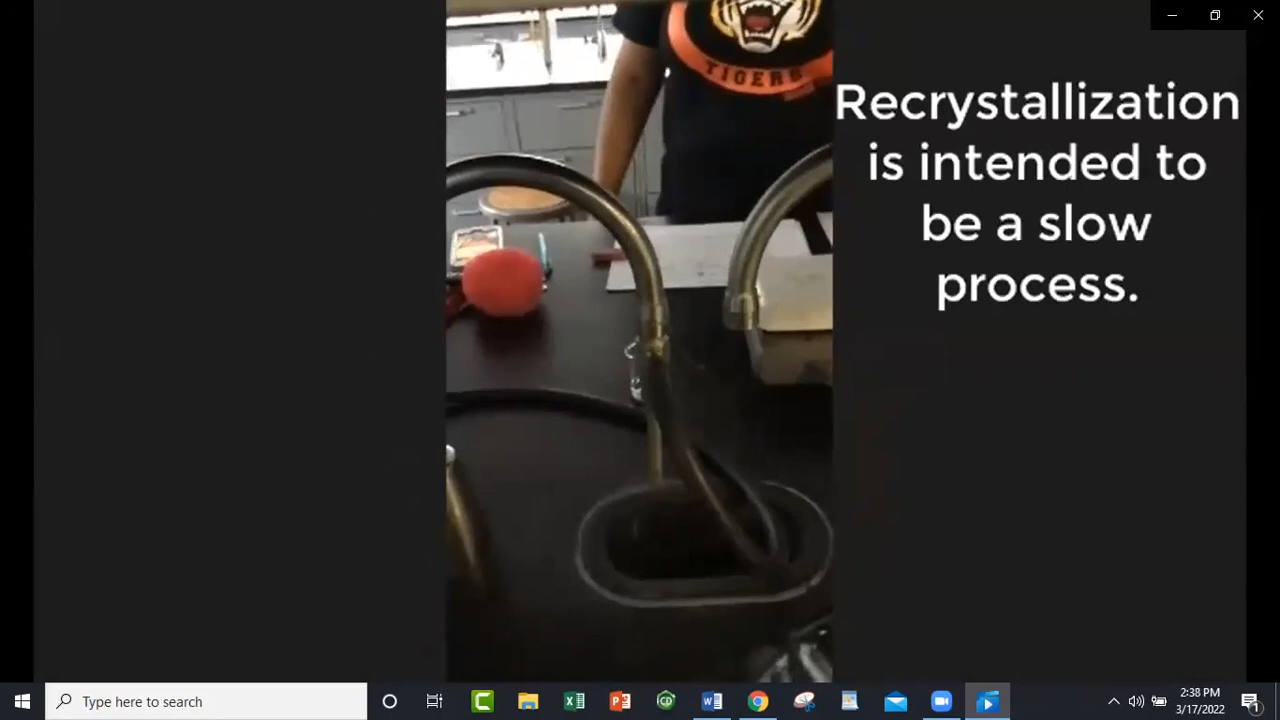 TIGERS
Recrystallization
is intended to
be a slow
process.
Type here to search
2:38 PM
3/17/2022